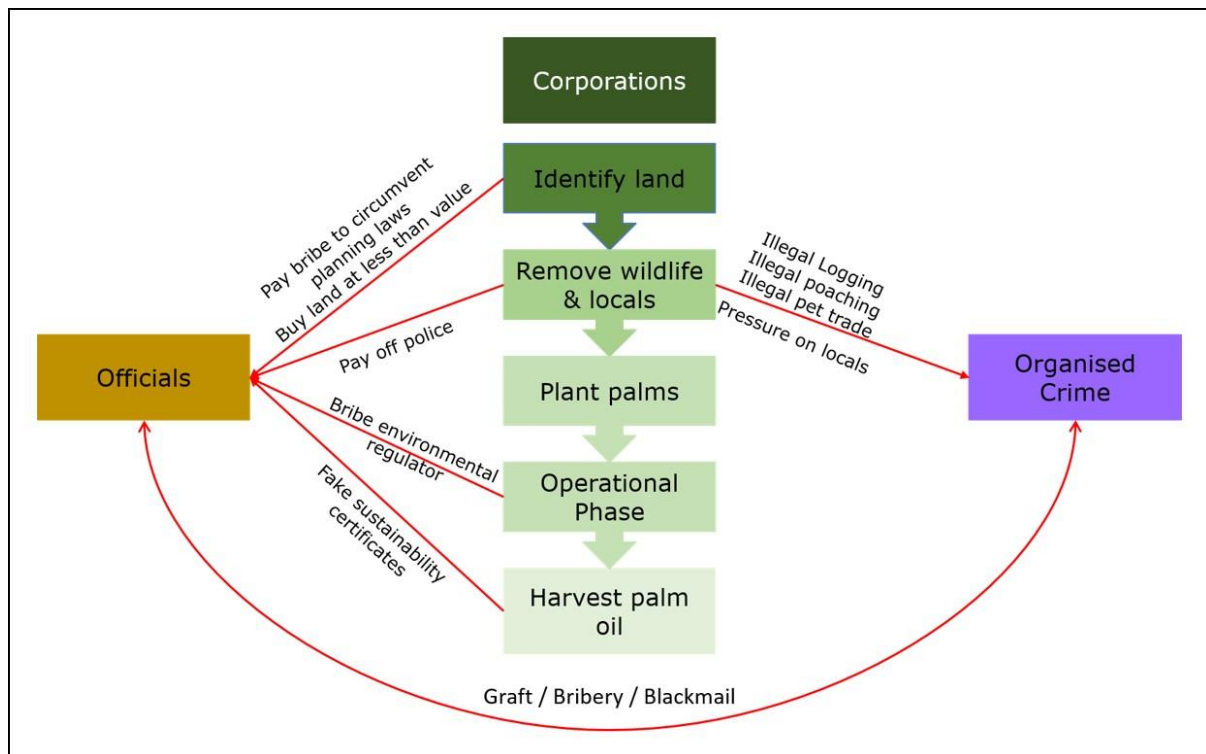 Corporations
Identify land
Pay bribe to circumvent
planning laws
Buy land at less than value
Remove wildlife
& locals
Illegal Logging
Illegal poaching
Illegal pet trade
Pressure on locals
Pay off police
Officials
Plant palms
Organised
Crime
Bribe environmental
regulator
Operational
Phase
Fake sustainability
certificates
Harvest palm
oil
Graft / Bribery / Blackmail